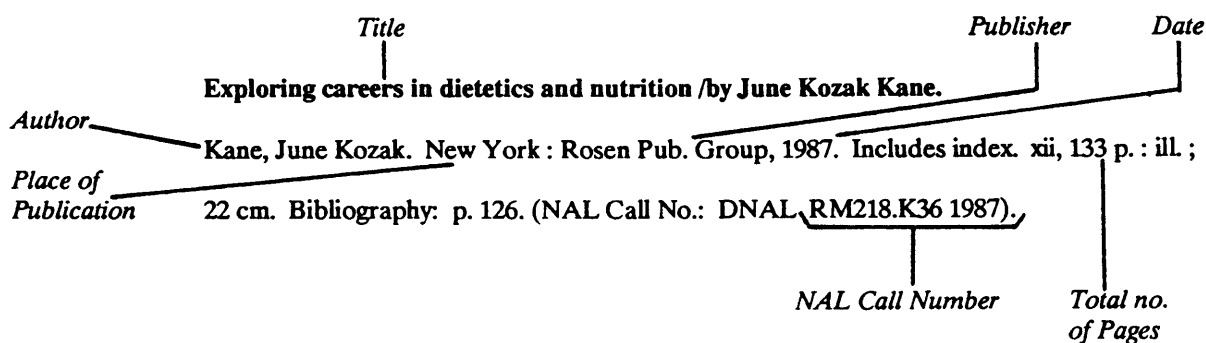 Title
Publisher
Date
Exploring careers in dietetics and nutrition /by June Kozak Kane.
Author
Kane, June Kozak. New York : Rosen Pub. Group, 1987. Includes index. xii, 133 p. : ill. ;
Place of
Publication
22 cm. Bibliography: p. 126. (NAL Call No.: DNAL RM218.K36 1987).
NAL Call Number
Total no.
of Pages